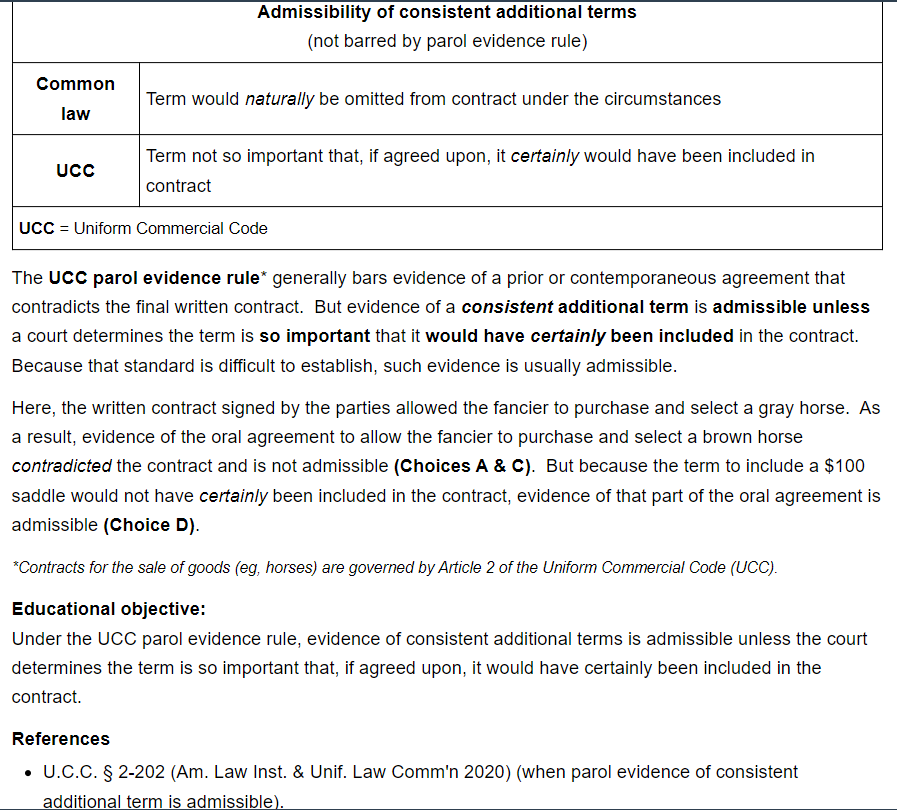 Admissibility of consistent additional terms
(not barred by parol evidence rule)
Common
law
Term would naturally be omitted from contract under the circumstances
UCC
Term not so important that, if agreed upon, it certainly would have been included in
contract
UCC = Uniform Commercial Code
The UCC parol evidence rule* generally bars evidence of a prior or contemporaneous agreement that
contradicts the final written contract.  But evidence of a consistent additional term is admissible unless
a court determines the term is so important that it would have certainly been included in the contract.
Because that standard is difficult to establish, such evidence is usually admissible.
Here, the written contract signed by the parties allowed the fancier to purchase and select a gray horse.  As
a result, evidence of the oral agreement to allow the fancier to purchase and select a brown horse
contradicted the contract and is not admissible (Choices A & C).  But because the term to include a $100
saddle would not have certainly been included in the contract, evidence of that part of the oral agreement is
admissible (Choice D).
*Contracts for the sale of goods (eg, horses) are governed by Article 2 of the Uniform Commercial Code (UCC).
Educational objective:
Under the UCC parol evidence rule, evidence of consistent additional terms is admissible unless the court
determines the term is so important that, if agreed upon, it would have certainly been included in the
contract.
References
• U.C.C. § 2-202 (Am. Law Inst. & Unif. Law Comm'n 2020) (when parol evidence of consistent
additional term is admissible).